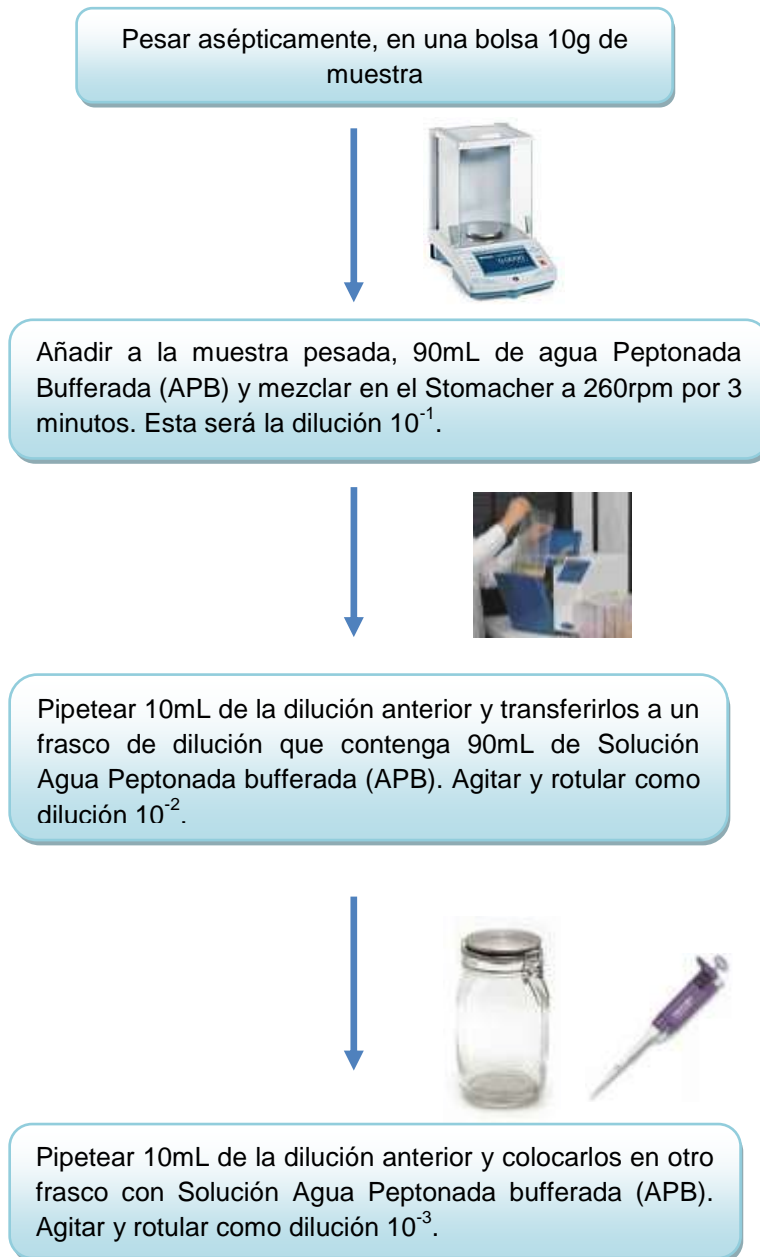 Pesar asépticamente, en una bolsa 10g de
muestra
Añadir a la muestra pesada, 90mL de agua Peptonada
Bufferada (APB) y mezclar en el Stomacher a 260rpm por 3
minutos. Esta será la dilución 10⁻¹.
Pipetear 10mL de la dilución anterior y transferirlos a un
frasco de dilución que contenga 90mL de Solución
Agua Peptonada bufferada (APB). Agitar y rotular como
dilución 10⁻².
Pipetear 10mL de la dilución anterior y colocarlos en otro
frasco con Solución Agua Peptonada bufferada (APB).
Agitar y rotular como dilución 10⁻³.